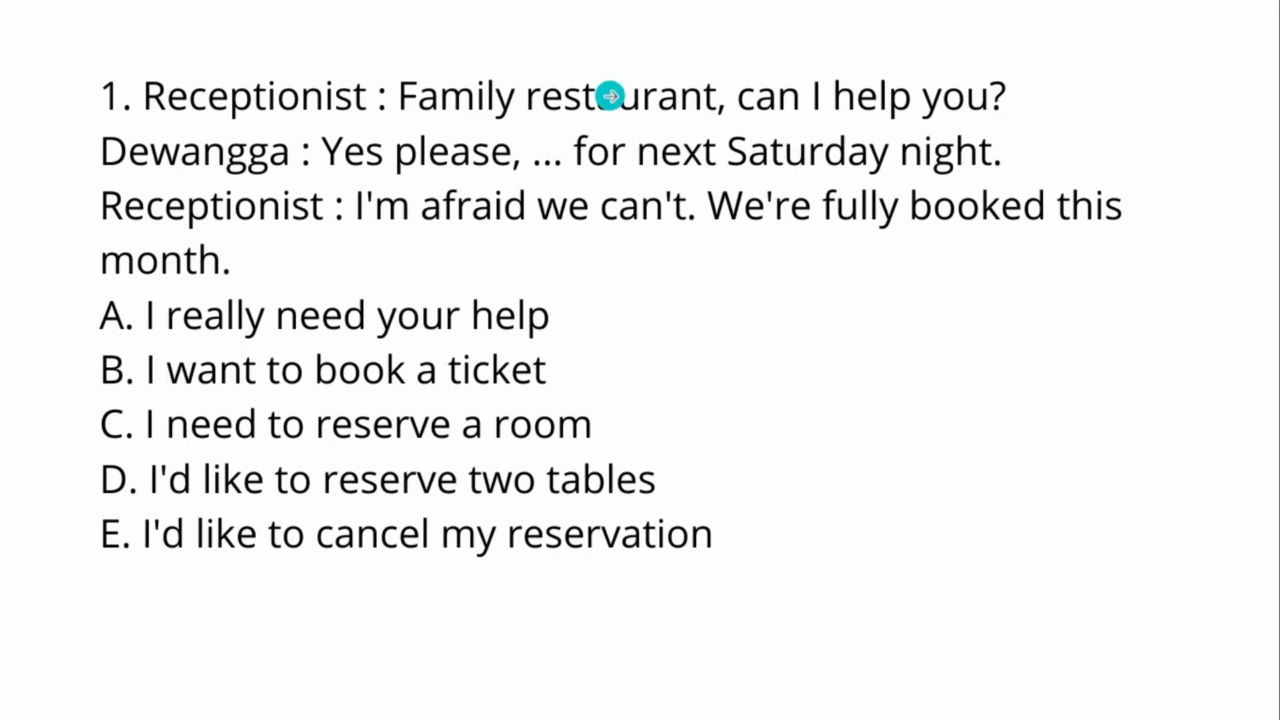 1. Receptionist : Family restaurant, can I help you?
Dewangga : Yes please, ... for next Saturday night.
Receptionist : I'm afraid we can't. We're fully booked this
month.
A. I really need your help
B. I want to book a ticket
C. I need to reserve a room
D. I'd like to reserve two tables
E. I'd like to cancel my reservation